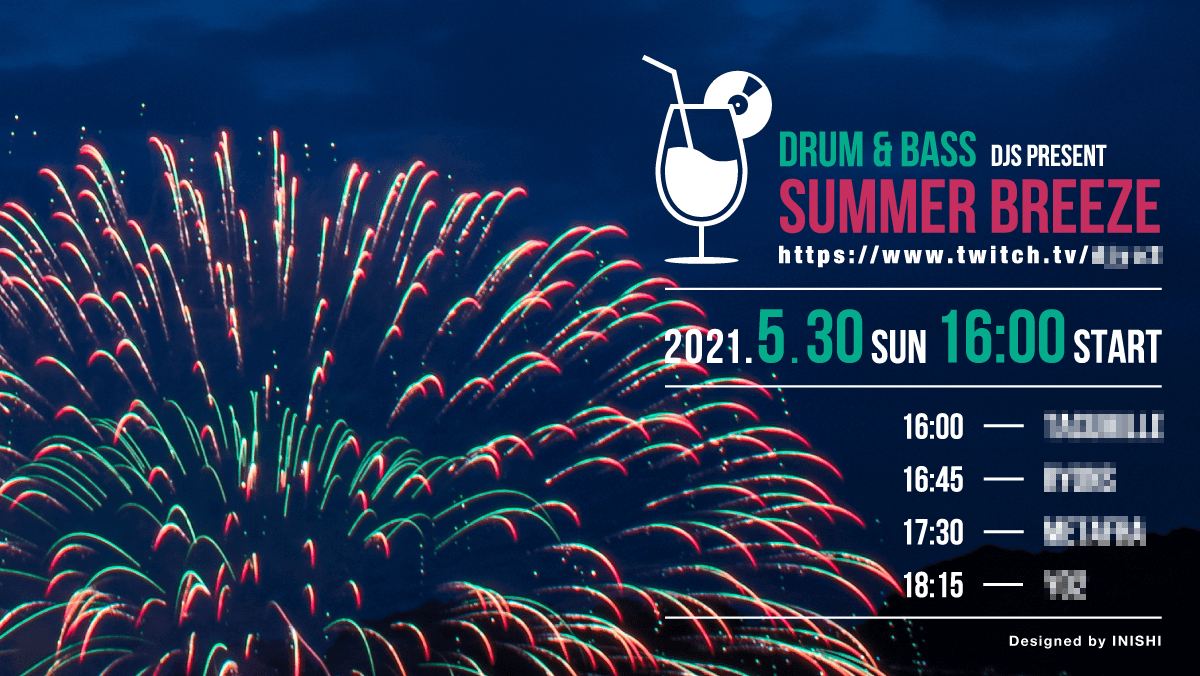 DRUM & BASS DJS PRESENT
SUMMER BREEZE
https://www.twitch.tv/
2021.5.30 SUN 16:00 START
16:00 —
16:45 —
17:30 —
18:15 —
Designed by INISHI